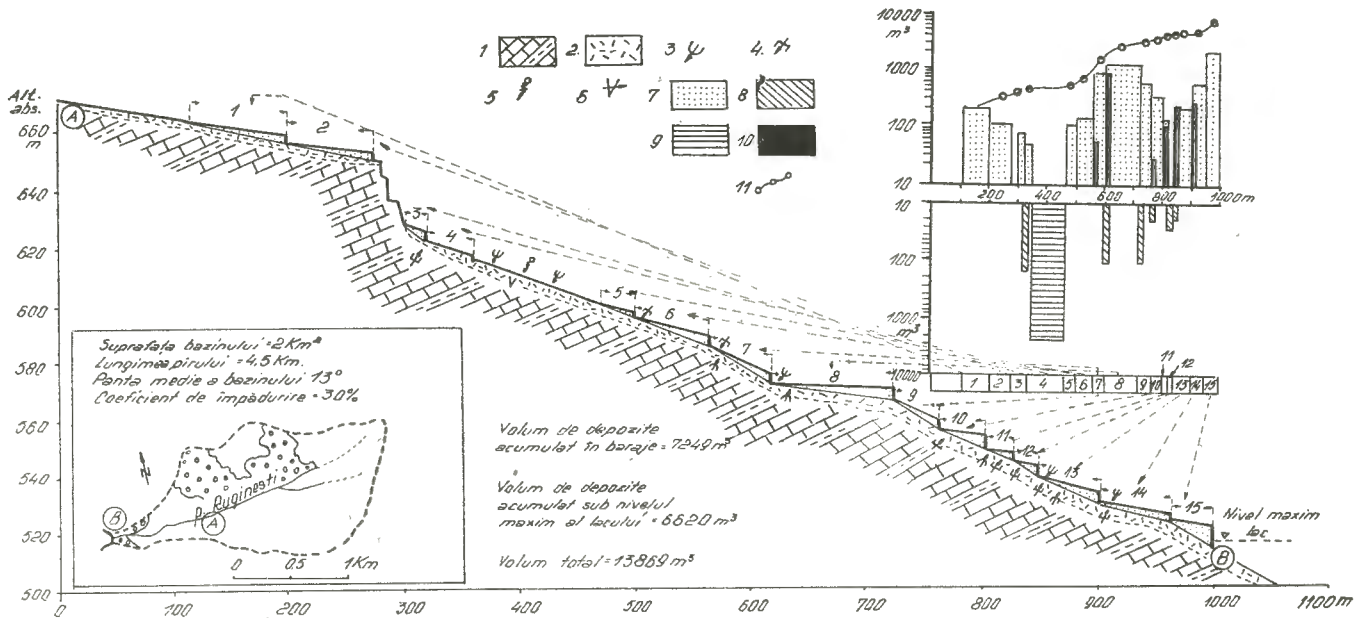 1 2 3 4
5 6 7 8
9 10
11
Alt. abs.
660 m
640
620
600
580
560
540
520
500
0 100 200 300 400 500 600 700 800 900 1000 1100m
A
1 2 3 4 5 6 7 8 9 10 11 12 13 14 15
Nivel maxim
lac
B
10000
m³
1000
100
10
200 400 600 800 1000m
10
100
1000
m³
10000
11 12
1 2 3 4 5 6 7 8 9 10 13 14 15
Suprafața bazinului =2 Km²
Lungimea pîrului = 4,5 Km.
Panta medie a bazinului 13°
Coeficient de împădurire =30%
N
P. Ruginești
A
B
0 0.5 1Km
Volum de depozite
acumulat în baraje = 7249 m³
Volum de depozite
acumulat sub nivelul
maxim al lacului = 6620 m³
Volum total = 13869 m³